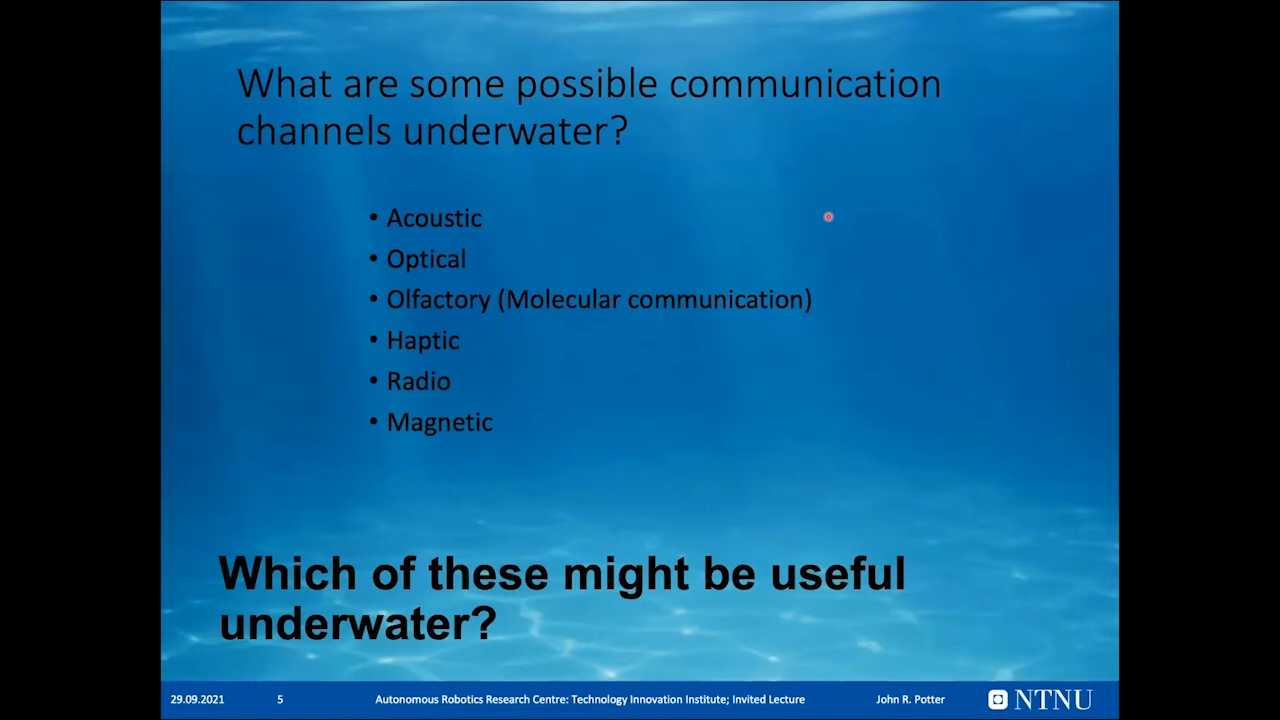 What are some possible communication
channels underwater?
• Acoustic
• Optical
• Olfactory (Molecular communication)
• Haptic
• Radio
• Magnetic
Which of these might be useful
underwater?
29.09.2021 5 Autonomous Robotics Research Centre: Technology Innovation Institute; Invited Lecture John R. Potter NTNU